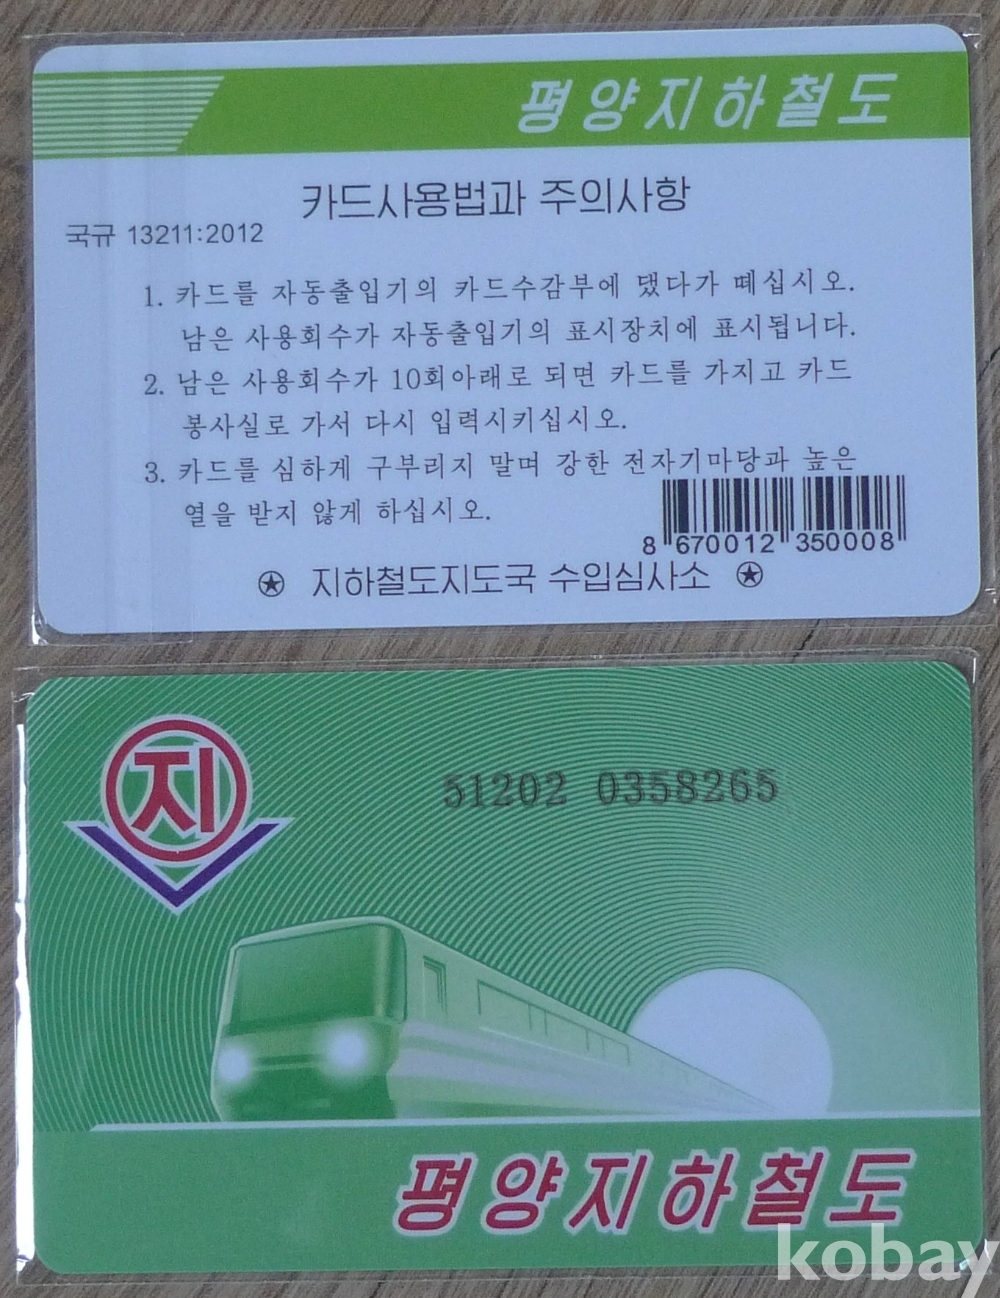 평양지하철도
카드사용법과 주의사항
국규 13211:2012
1. 카드를 자동출입기의 카드수감부에 댔다가 떼십시오.
남은 사용회수가 자동출입기의 표시장치에 표시됩니다.
2. 남은 사용회수가 10회아래로 되면 카드를 가지고 카드
봉사실로 가서 다시 입력시키십시오.
3. 카드를 심하게 구부리지 말며 강한 전자기마당과 높은
열을 받지 않게 하십시오.
8 670012 350008
지하철도지도국 수입심사소
지
51202 0358265
평양지하철도
kobay